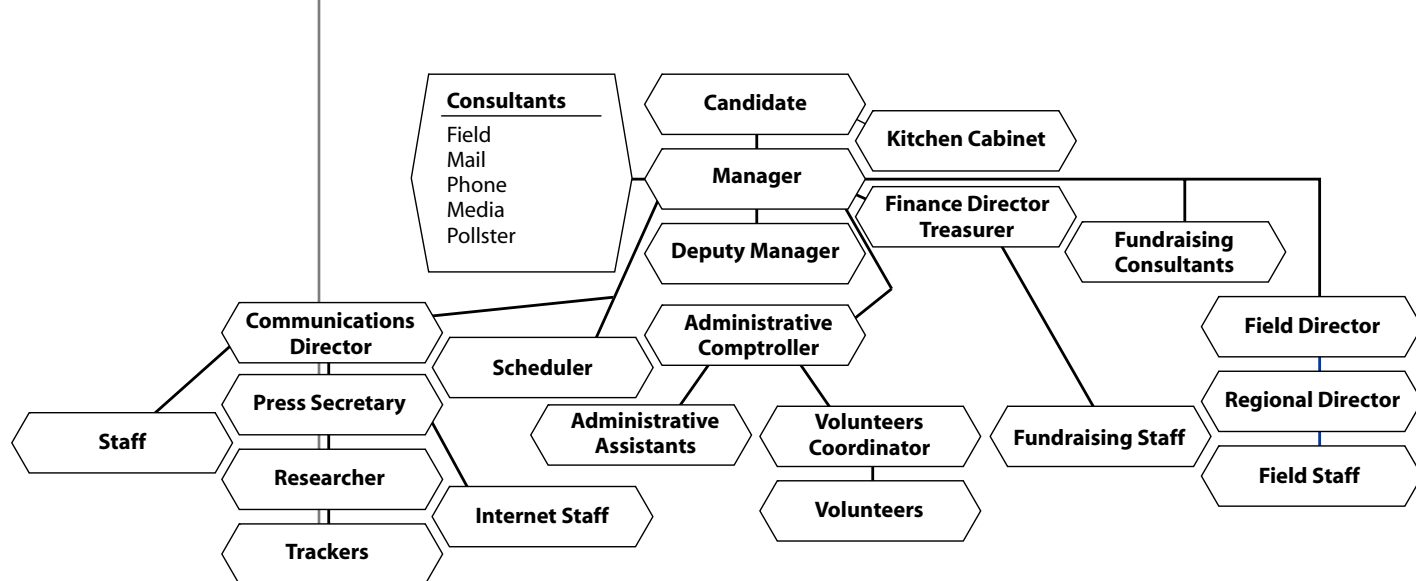 Consultants
Field
Mail
Phone
Media
Pollster
Candidate
Kitchen Cabinet
Manager
Finance Director
Treasurer
Deputy Manager
Fundraising
Consultants
Communications
Director
Administrative
Comptroller
Field Director
Scheduler
Press Secretary
Regional Director
Staff
Administrative
Assistants
Volunteers
Coordinator
Fundraising Staff
Researcher
Field Staff
Internet Staff
Volunteers
Trackers